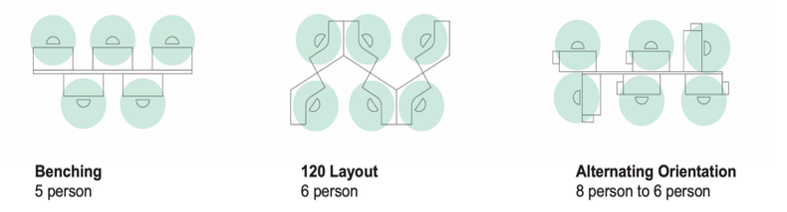 Benching
5 person
120 Layout
6 person
Alternating Orientation
8 person to 6 person